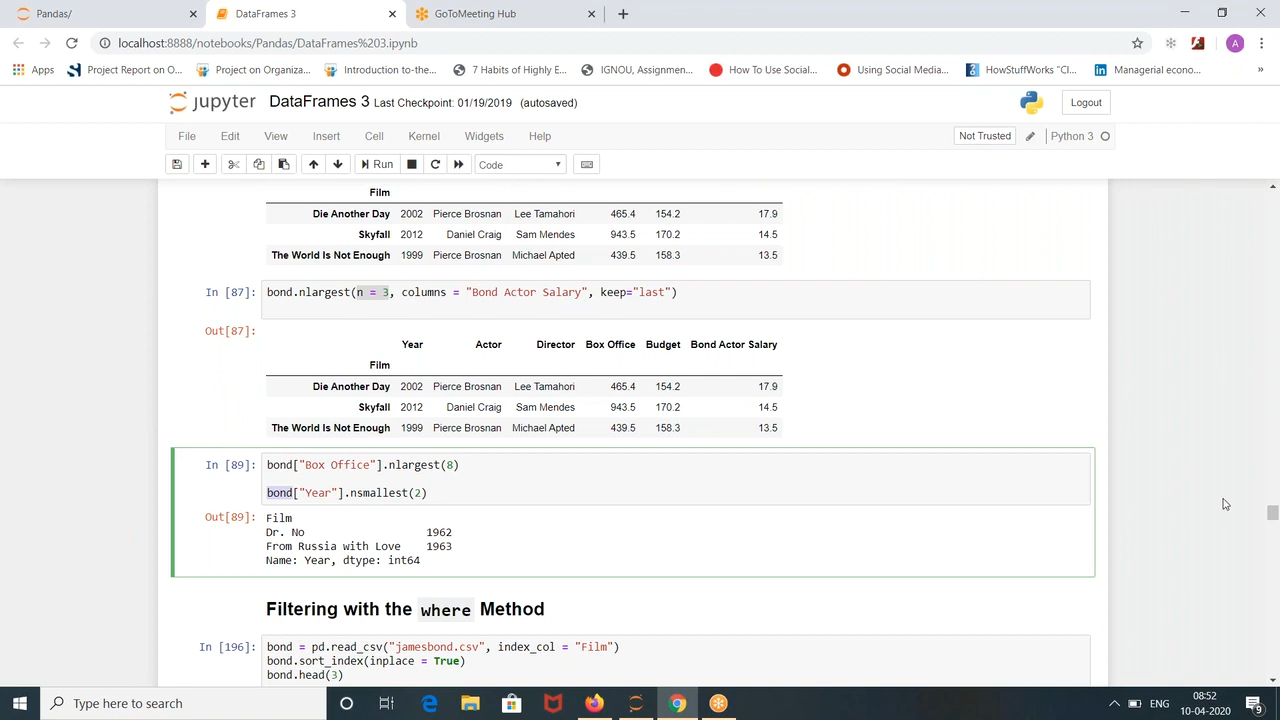 Pandas/
DataFrames 3
GoToMeeting Hub
localhost:8888/notebooks/Pandas/DataFrames%203.ipynb
A
Apps
Project Report on O...
Project on Organiza...
Introduction-to-the...
7 Habits of Highly E...
IGNOU, Assignmen...
How To Use Social...
Using Social Media...
HowStuffWorks "Cl...
Managerial econo...
»
jupyter
DataFrames 3 Last Checkpoint: 01/19/2019 (autosaved)
Logout
File Edit View Insert Cell Kernel Widgets Help
Not Trusted
Python 3
Run
Code
Film
Die Another Day 2002 Pierce Brosnan Lee Tamahori 465.4 154.2 17.9
Skyfall 2012 Daniel Craig Sam Mendes 943.5 170.2 14.5
The World Is Not Enough 1999 Pierce Brosnan Michael Apted 439.5 158.3 13.5
In [87]: bond.nlargest(n = 3, columns = "Bond Actor Salary", keep="last")
Out[87]:
Year Actor Director Box Office Budget Bond Actor Salary
Film
Die Another Day 2002 Pierce Brosnan Lee Tamahori 465.4 154.2 17.9
Skyfall 2012 Daniel Craig Sam Mendes 943.5 170.2 14.5
The World Is Not Enough 1999 Pierce Brosnan Michael Apted 439.5 158.3 13.5
In [89]: bond["Box Office"].nlargest(8)
bond["Year"].nsmallest(2)
Out[89]: Film
Dr. No 1962
From Russia with Love 1963
Name: Year, dtype: int64
Filtering with the where Method
In [196]: bond = pd.read_csv("jamesbond.csv", index_col = "Film")
bond.sort_index(inplace = True)
bond.head(3)
Type here to search
ENG
08:52
10-04-2020
9